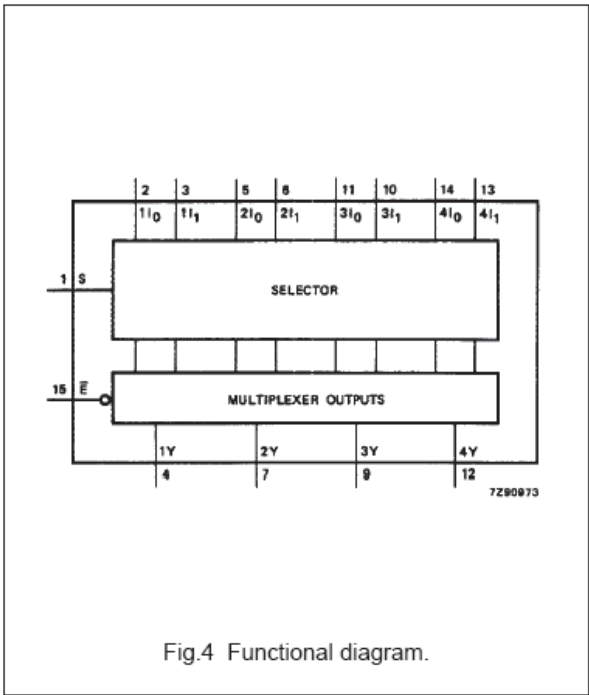 2 3 5 6 11 10 14 13
1I0 1I1 2I0 2I1 3I0 3I1 4I0 4I1
1 S
SELECTOR
15 E̅
MULTIPLEXER OUTPUTS
1Y 2Y 3Y 4Y
4 7 9 12
7Z90973
Fig.4 Functional diagram.